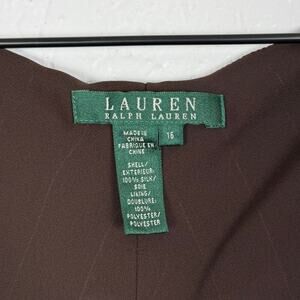 LAUREN
RALPH LAUREN
MADE IN
CHINA
FABRIQUE EN
CHINE
16
SHELL/
EXTERIEUR:
100% SILK/
SOIE
LINING/
DOUBLURE:
100%
POLYESTER/
POLYESTER